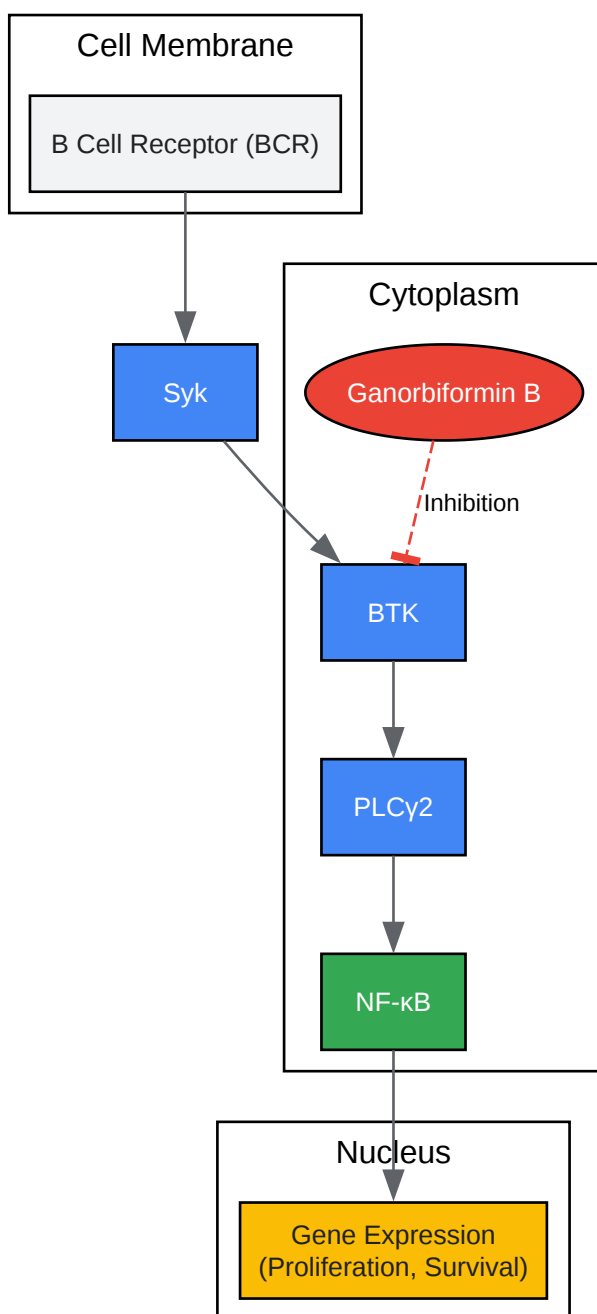 Cell Membrane
B Cell Receptor (BCR)
Cytoplasm
Syk
Ganorbiformin B
Inhibition
BTK
PLCγ2
NF-κB
Nucleus
Gene Expression
(Proliferation, Survival)